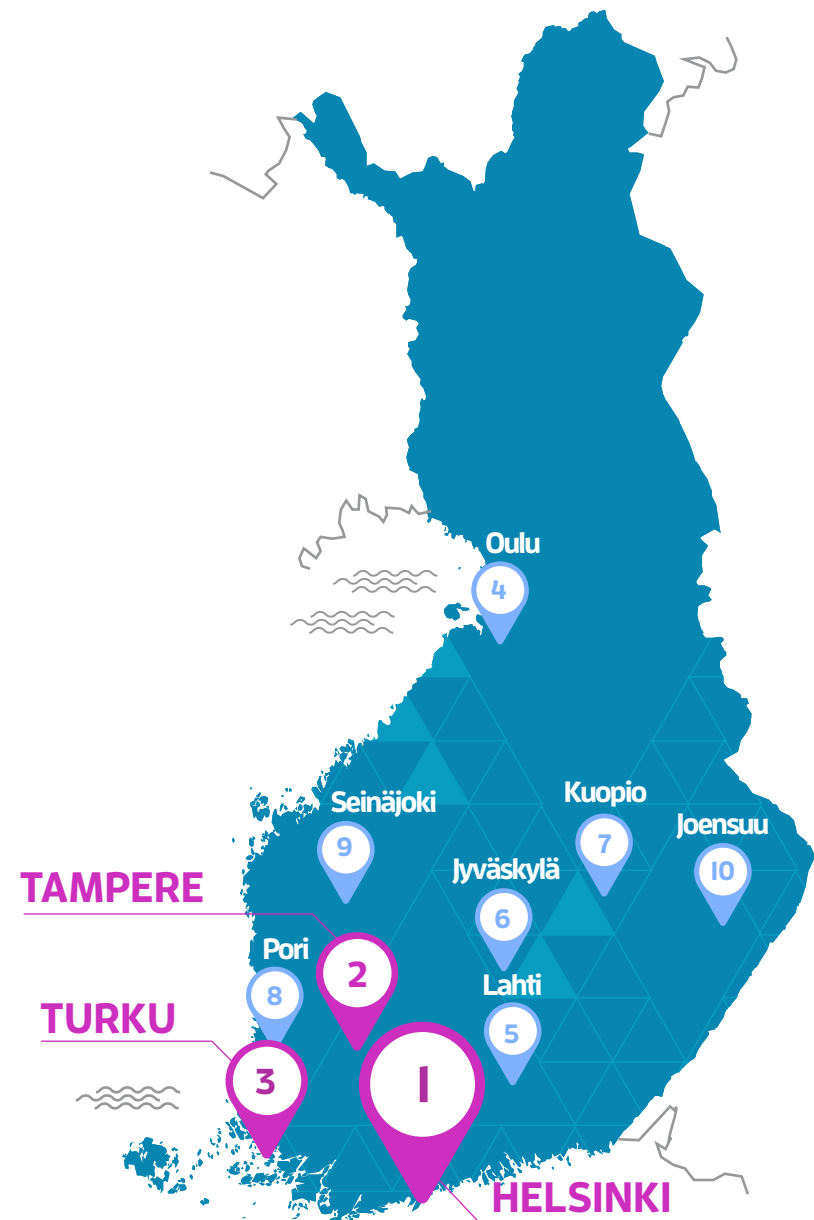 Oulu
4
Seinäjoki
9
Kuopio
7
Joensuu
10
Jyväskylä
6
TAMPERE
2
Pori
8
Lahti
5
TURKU
3
1
HELSINKI